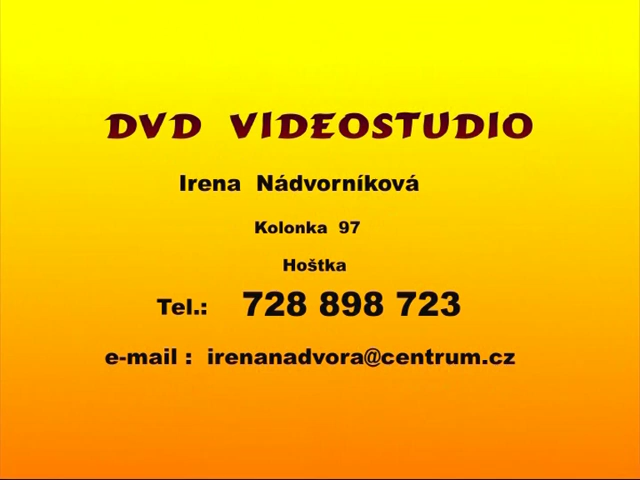 DVD VIDEOSTUDIO
Irena Nádvorníková
Kolonka 97
Hoštka
Tel.: 728 898 723
e-mail : irenanadvora@centrum.cz